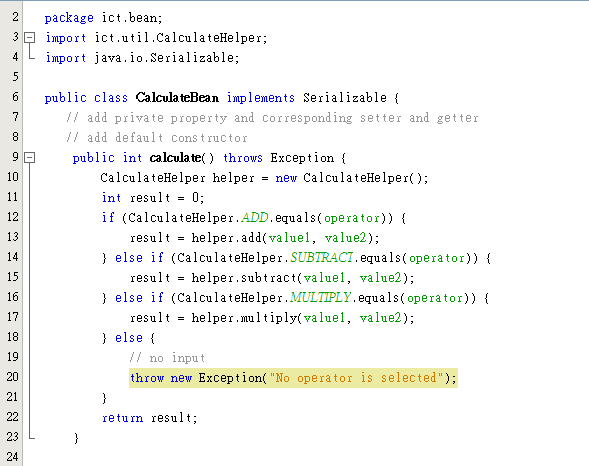 2 package ict.bean;
3 import ict.util.CalculateHelper;
4 import java.io.Serializable;
5
6 public class CalculateBean implements Serializable {
7 // add private property and corresponding setter and getter
8 // add default constructor
9 public int calculate() throws Exception {
10 CalculateHelper helper = new CalculateHelper();
11 int result = 0;
12 if (CalculateHelper.ADD.equals(operator)) {
13 result = helper.add(value1, value2);
14 } else if (CalculateHelper.SUBTRACT.equals(operator)) {
15 result = helper.subtract(value1, value2);
16 } else if (CalculateHelper.MULTIPLY.equals(operator)) {
17 result = helper.multiply(value1, value2);
18 } else {
19 // no input
20 throw new Exception("No operator is selected");
21 }
22 return result;
23 }
24